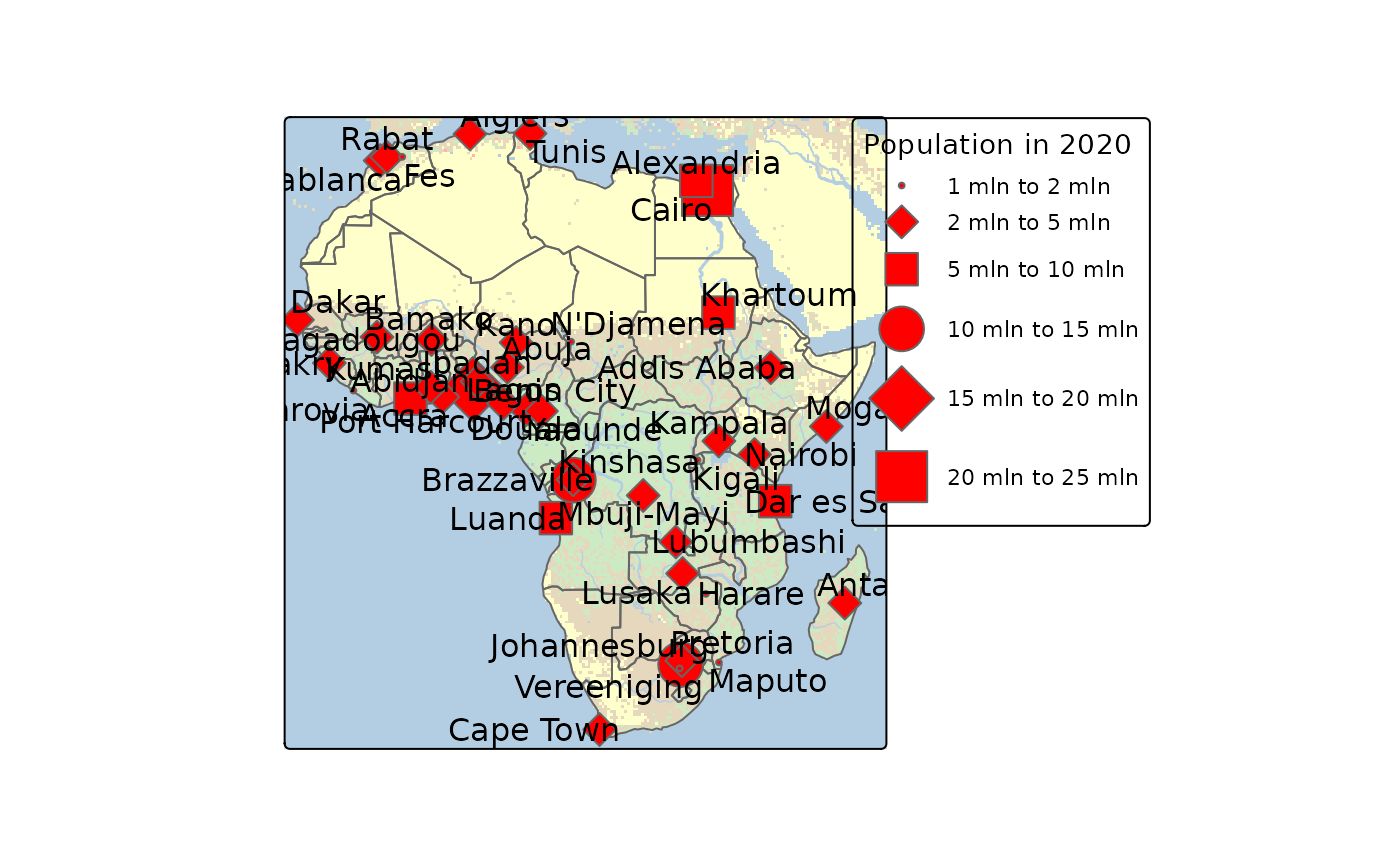 Algiers
Rabat
Tunis
Alexandria
ablanca
Fes
Cairo
Population in 2020
1 mln to 2 mln
2 mln to 5 mln
5 mln to 10 mln
10 mln to 15 mln
15 mln to 20 mln
20 mln to 25 mln
Khartoum
Dakar
Bamako
Kano
N'Djamena
agadougou
Abuja
Ibadan
Addis Ababa
akry
Kumasi
Abidjan
Lagos
Benin City
nrovia
Accra
Port Harcourt
Douala
Yaounde
Kampala
Moga
Nairobi
Kinshasa
Kigali
Brazzaville
Dar es Sa
Luanda
Mbuji-Mayi
Lubumbashi
Lusaka
Harare
Anta
Johannesburg
Pretoria
Vereeniging
Maputo
Cape Town